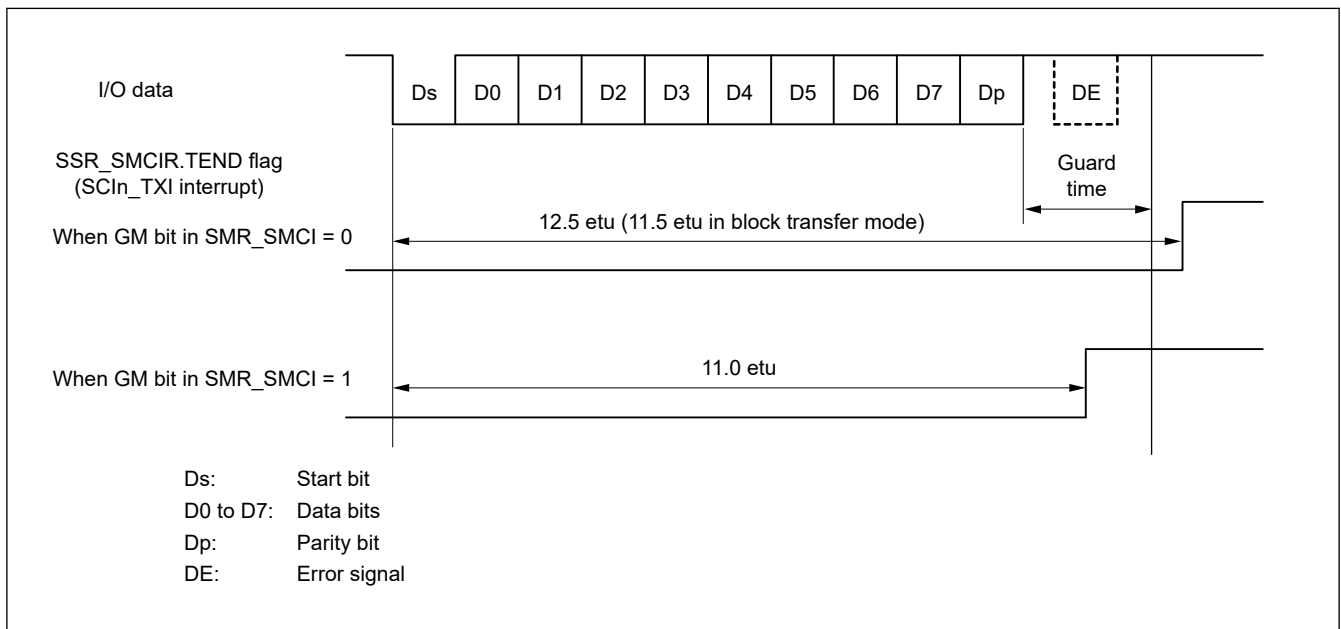 I/O data
Ds D0 D1 D2 D3 D4 D5 D6 D7 Dp DE
SSR_SMCIR.TEND flag
(SCIn_TXI interrupt)
Guard
time
When GM bit in SMR_SMCI = 0
12.5 etu (11.5 etu in block transfer mode)
When GM bit in SMR_SMCI = 1
11.0 etu
Ds: Start bit
D0 to D7: Data bits
Dp: Parity bit
DE: Error signal